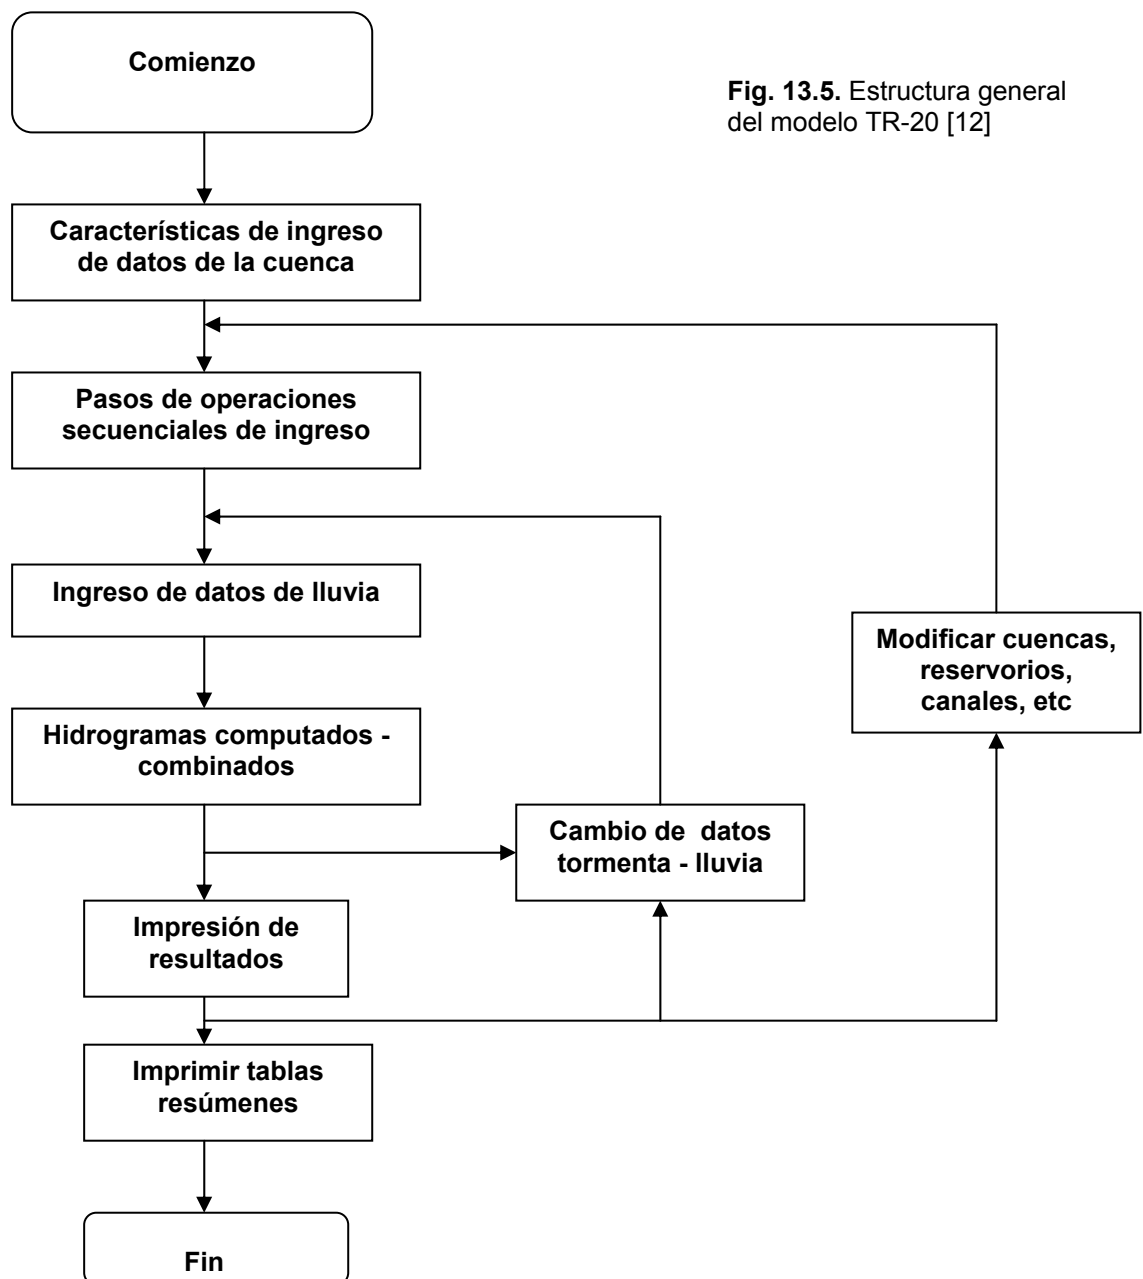 Comienzo
Fig. 13.5. Estructura general
del modelo TR-20 [12]
Características de ingreso
de datos de la cuenca
Pasos de operaciones
secuenciales de ingreso
Ingreso de datos de lluvia
Modificar cuencas,
reservorios,
canales, etc
Hidrogramas computados -
combinados
Cambio de datos
tormenta - lluvia
Impresión de
resultados
Imprimir tablas
resúmenes
Fin